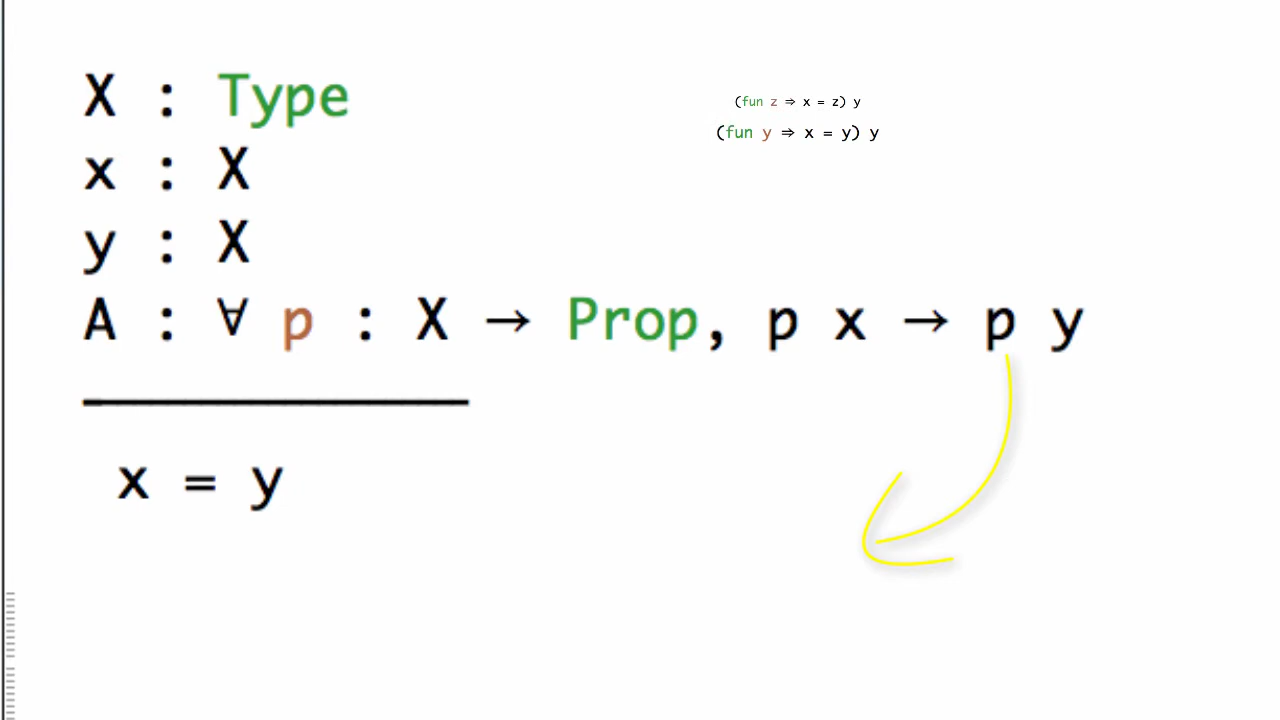 X : Type
x : X
y : X
A : ∀ p : X → Prop, p x → p y
x = y
(fun z ⇒ x = z) y
(fun y ⇒ x = y) y